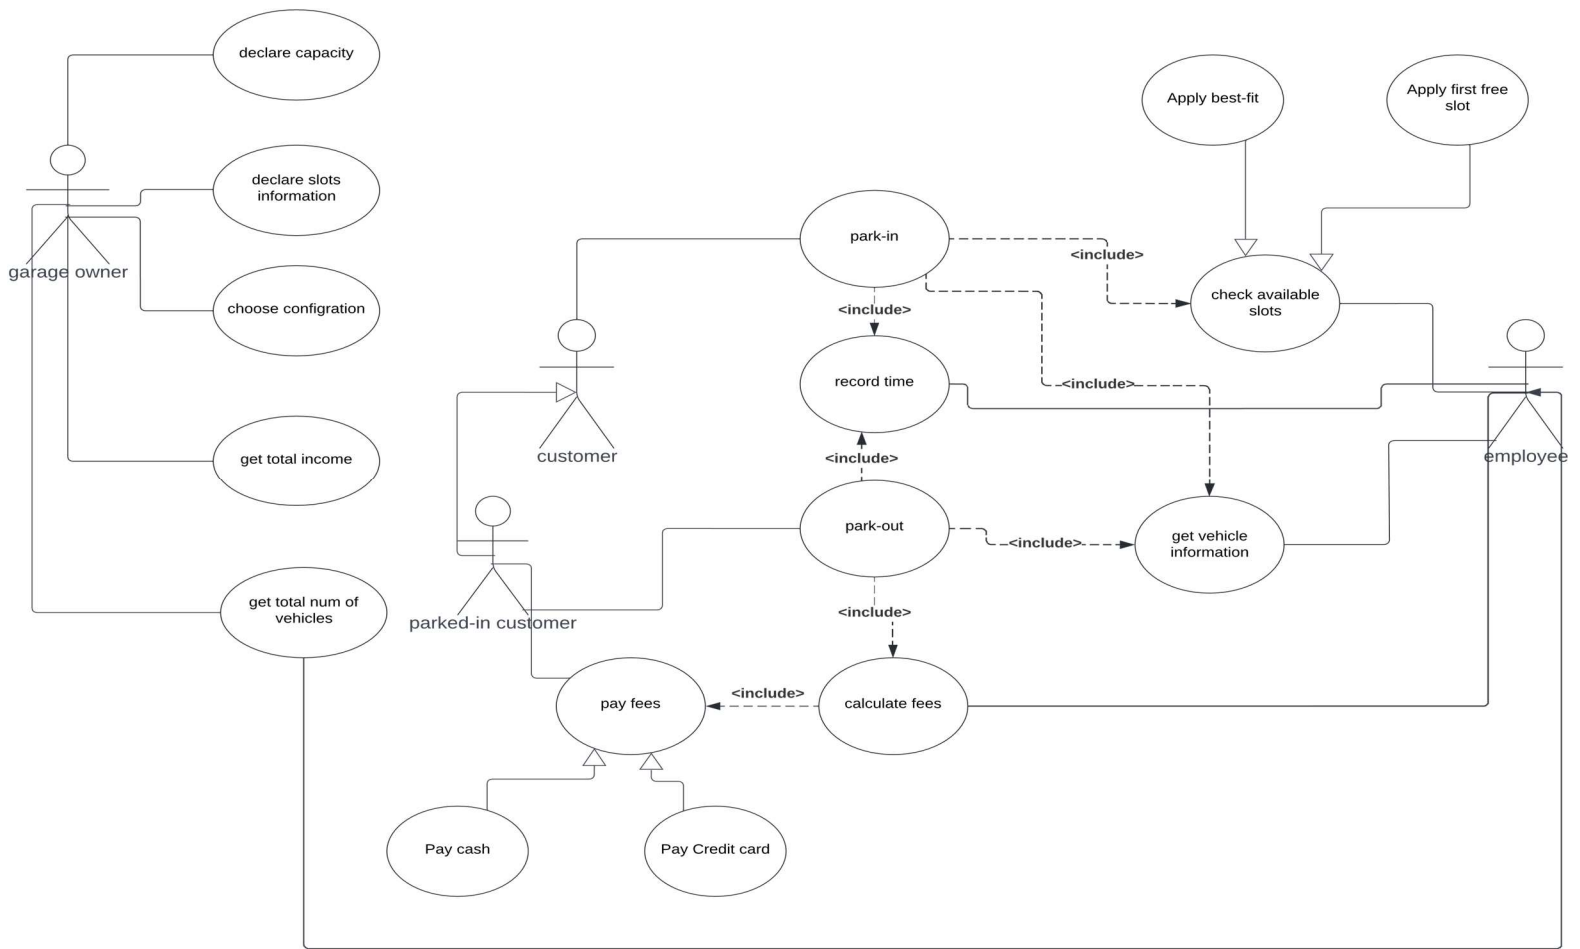 declare capacity
Apply best-fit
Apply first free
slot
declare slots
information
park-in
<include>
garage owner
check available
slots
choose configration
<include>
record time
<include>
customer
employee
get total income
<include>
park-out
<include>
get vehicle
information
get total num of
vehicles
<include>
parked-in customer
pay fees
<include>
calculate fees
Pay cash
Pay Credit card